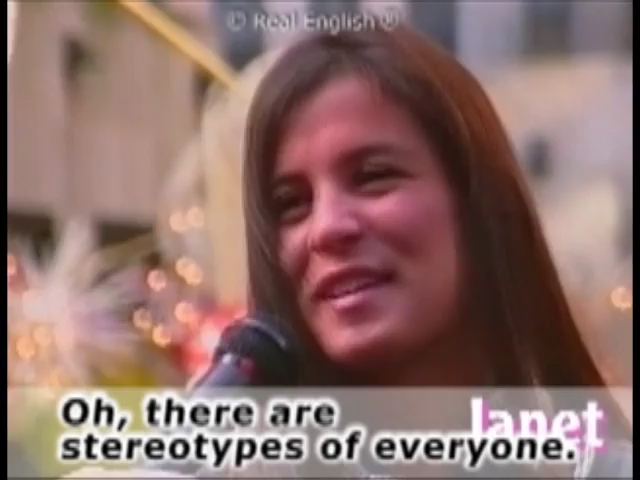 © Real English ®
Janet
Oh, there are
stereotypes of everyone.